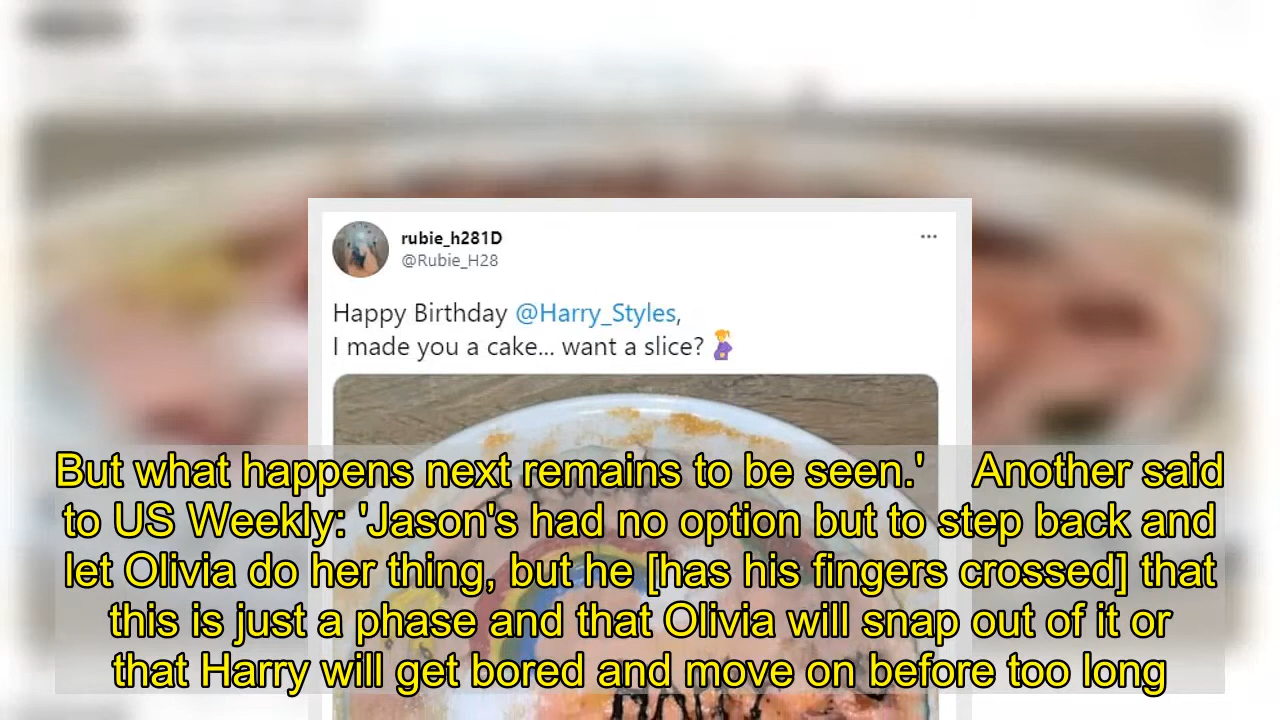 rubie_h281D
@Rubie_H28
Happy Birthday @Harry_Styles,
I made you a cake... want a slice?
But what happens next remains to be seen.' Another said
to US Weekly: 'Jason's had no option but to step back and
let Olivia do her thing, but he [has his fingers crossed] that
this is just a phase and that Olivia will snap out of it or
that Harry will get bored and move on before too long